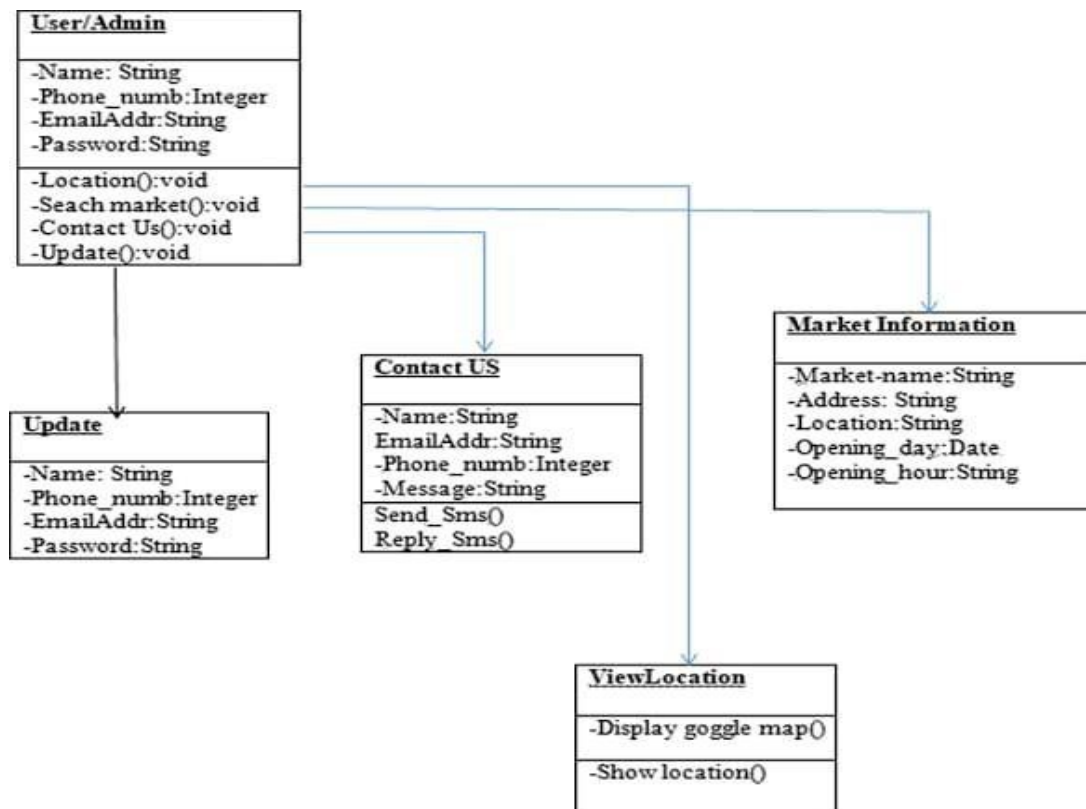 User/Admin
-Name: String
-Phone_numb:Integer
-EmailAddr:String
-Password:String
-Location():void
-Seach market():void
-Contact Us():void
-Update():void
Update
-Name: String
-Phone_numb:Integer
-EmailAddr:String
-Password:String
Contact US
-Name:String
EmailAddr:String
-Phone_numb:Integer
-Message:String
Send_Sms()
Reply_Sms()
Market Information
-Market-name:String
-Address: String
-Location:String
-Opening_day:Date
-Opening_hour:String
ViewLocation
-Display goggle map()
-Show location()